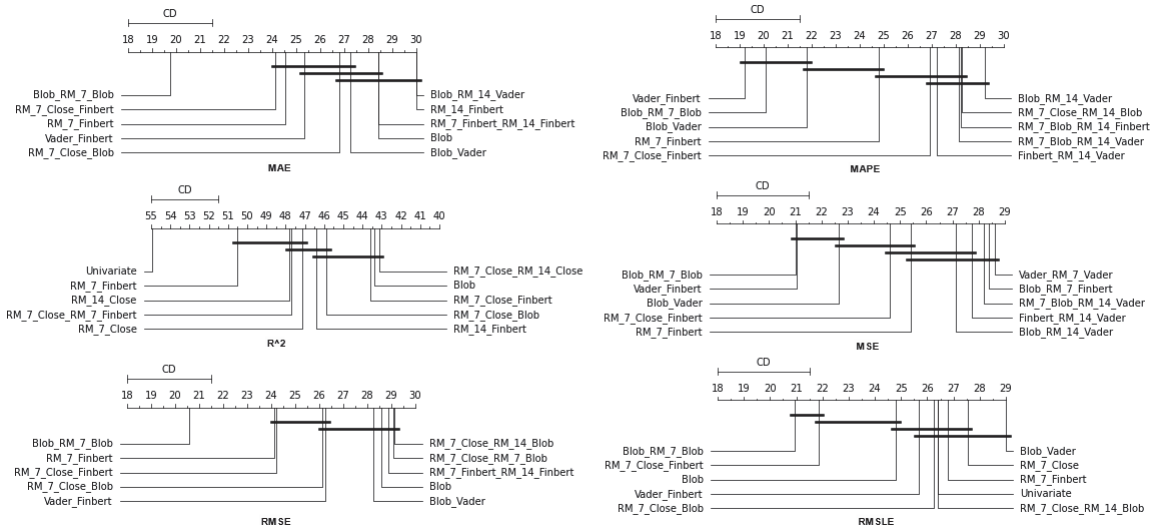 CD
18 19 20 21 22 23 24 25 26 27 28 29 30
Blob_RM_7_Blob
RM_7_Close_Finbert
RM_7_Finbert
Vader_Finbert
RM_7_Close_Blob
Blob_RM_14_Vader
RM_14_Finbert
RM_7_Finbert_RM_14_Finbert
Blob
Blob_Vader
MAE
CD
18 19 20 21 22 23 24 25 26 27 28 29 30
Vader_Finbert
Blob_RM_7_Blob
Blob_Vader
RM_7_Finbert
RM_7_Close_Finbert
Blob_RM_14_Vader
RM_7_Close_RM_14_Blob
RM_7_Blob_RM_14_Finbert
RM_7_Blob_RM_14_Vader
Finbert_RM_14_Vader
MAPE
CD
55 54 53 52 51 50 49 48 47 46 45 44 43 42 41 40
Univariate
RM_7_Finbert
RM_14_Close
RM_7_Close_RM_7_Finbert
RM_7_Close
RM_7_Close_RM_14_Close
Blob
RM_7_Close_Finbert
RM_7_Close_Blob
RM_14_Finbert
R^2
CD
18 19 20 21 22 23 24 25 26 27 28 29
Blob_RM_7_Blob
Vader_Finbert
Blob_Vader
RM_7_Close_Finbert
RM_7_Finbert
Vader_RM_7_Vader
Blob_RM_7_Finbert
RM_7_Blob_RM_14_Vader
Finbert_RM_14_Vader
Blob_RM_14_Vader
MSE
CD
18 19 20 21 22 23 24 25 26 27 28 29 30
Blob_RM_7_Blob
RM_7_Finbert
RM_7_Close_Finbert
RM_7_Close_Blob
Vader_Finbert
RM_7_Close_RM_14_Blob
RM_7_Close_RM_7_Blob
RM_7_Finbert_RM_14_Finbert
Blob
Blob_Vader
RMSE
CD
18 19 20 21 22 23 24 25 26 27 28 29
Blob_RM_7_Blob
RM_7_Close_Finbert
Blob
Vader_Finbert
RM_7_Close_Blob
Blob_Vader
RM_7_Close
RM_7_Finbert
Univariate
RM_7_Close_RM_14_Blob
RMSLE